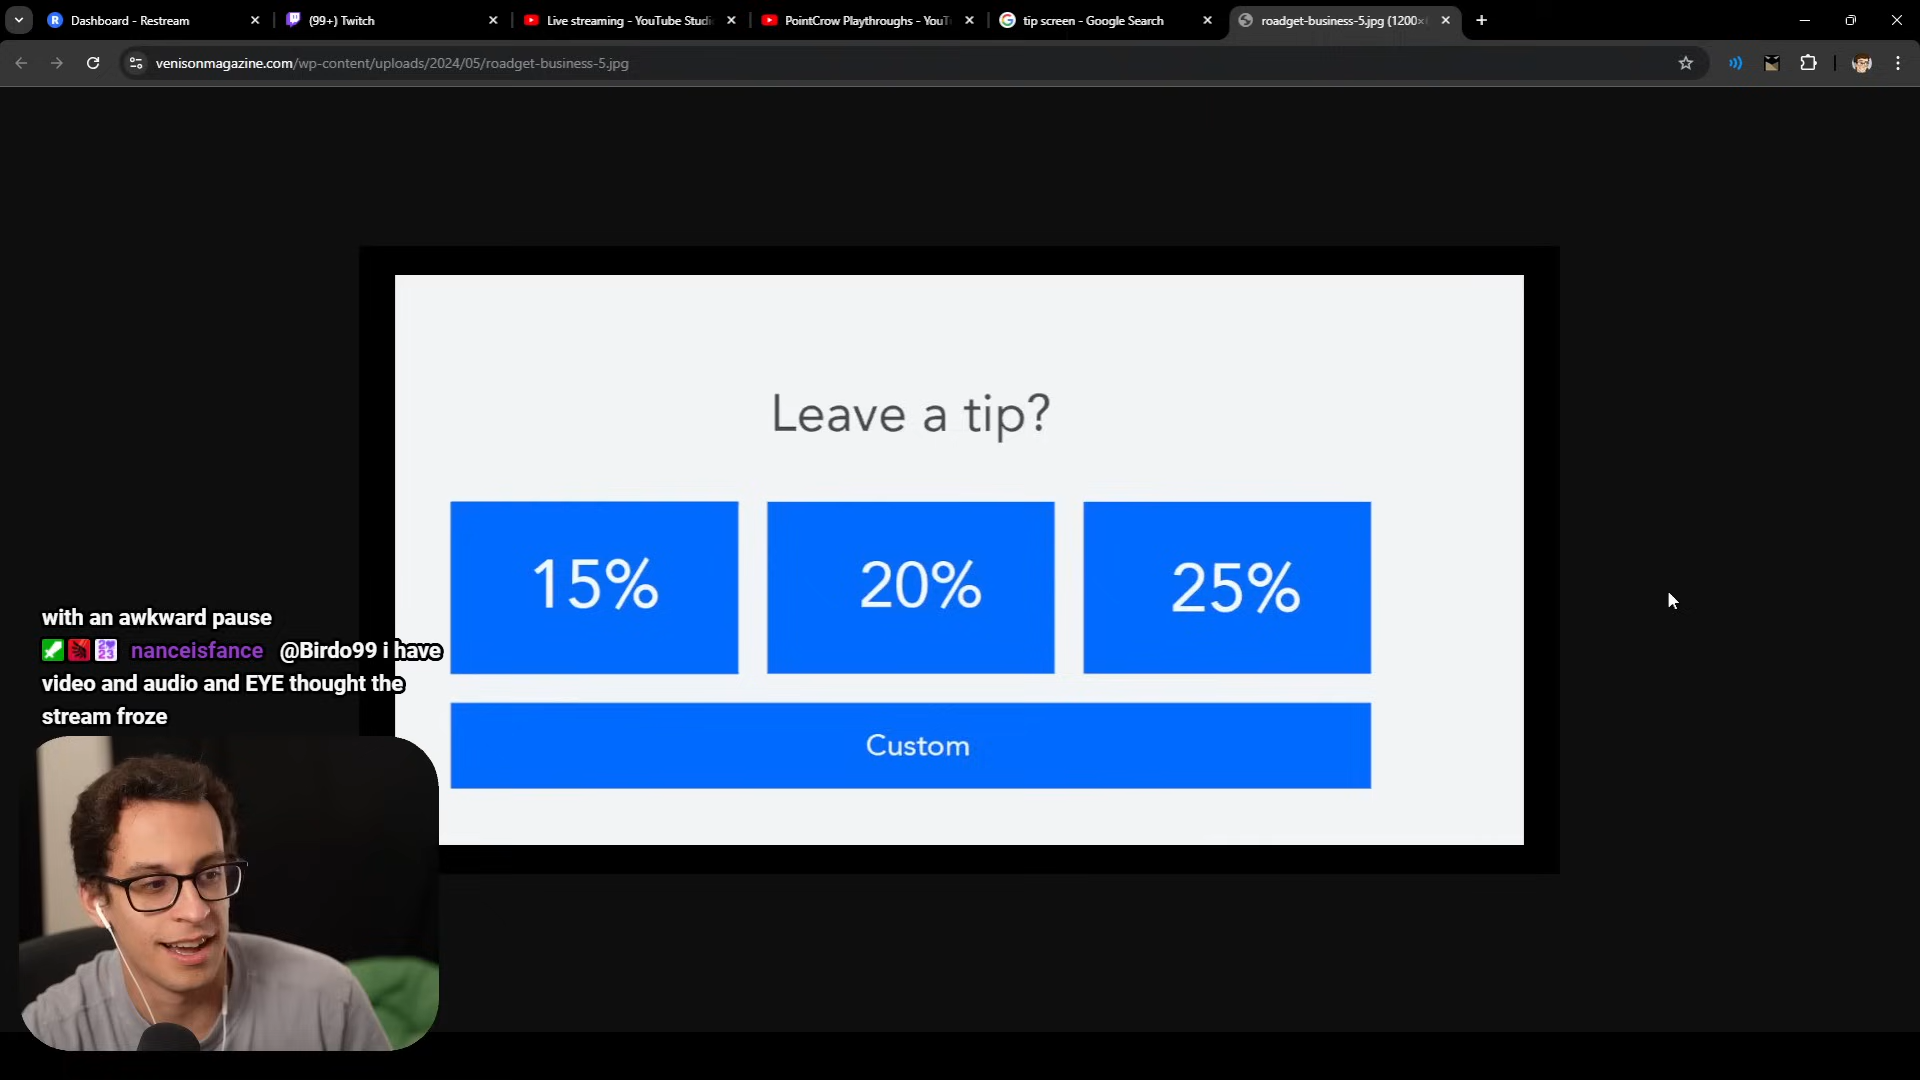 Dashboard - Restream
(99+) Twitch
Live streaming - YouTube Studi
PointCrow Playthroughs - YouT
tip screen - Google Search
roadget-business-5.jpg (1200×
venisonmagazine.com/wp-content/uploads/2024/05/roadget-business-5.jpg
Leave a tip?
15%
20%
25%
Custom
with an awkward pause
nanceisfance @Birdo99 i have
video and audio and EYE thought the
stream froze